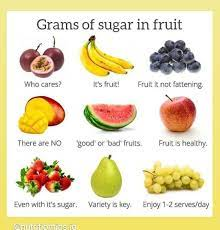 Grams of sugar in fruit
Who cares? It's fruit! Fruit it not fattening.
There are NO 'good' or 'bad' fruits. Fruit is healthy.
Even with it's sugar. Variety is key. Enjoy 1-2 serves/day